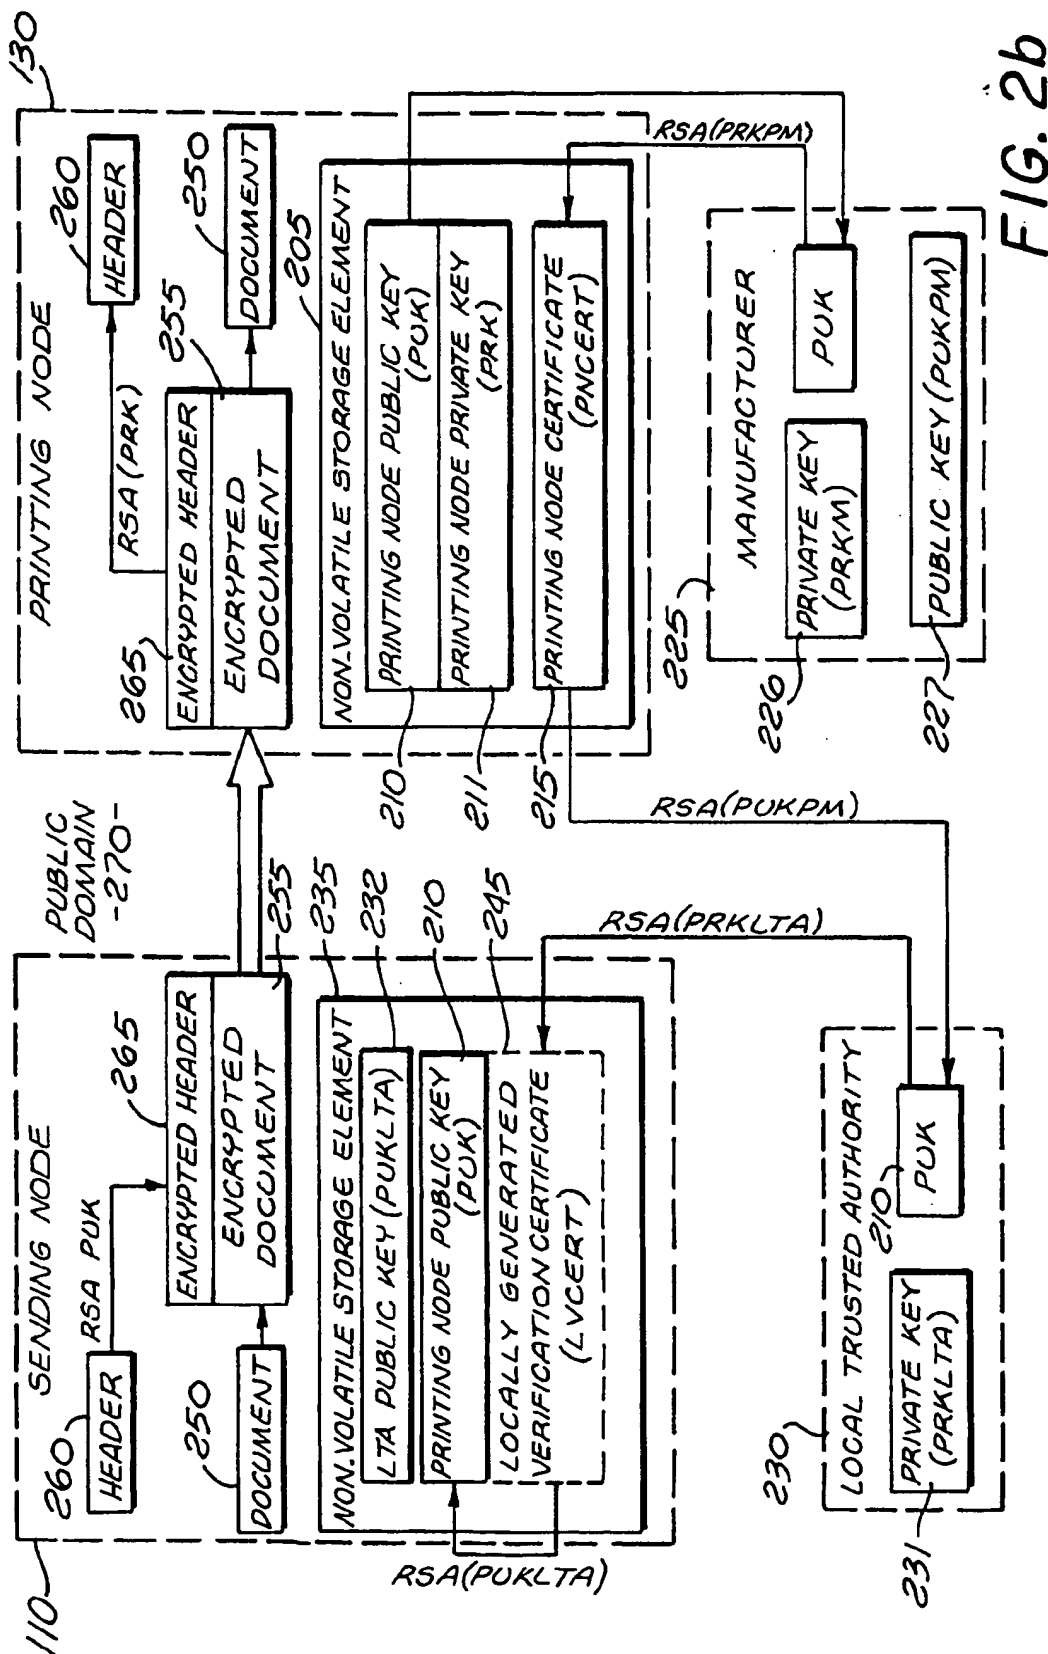 110
SENDING NODE
260
HEADER
RSA PUK
265
ENCRYPTED HEADER
ENCRYPTED
DOCUMENT
255
250
DOCUMENT
235
NON-VOLATILE STORAGE ELEMENT
232
LTA PUBLIC KEY (PUKLTA)
210
PRINTING NODE PUBLIC KEY
(PUK)
245
LOCALLY GENERATED
VERIFICATION CERTIFICATE
(LVCERT)
RSA(PUKLTA)
PUBLIC
DOMAIN
-270-
130
PRINTING NODE
260
HEADER
RSA(PRK)
265
ENCRYPTED HEADER
ENCRYPTED
DOCUMENT
255
250
DOCUMENT
205
NON-VOLATILE STORAGE ELEMENT
210
PRINTING NODE PUBLIC KEY
(PUK)
211
PRINTING NODE PRIVATE KEY
(PRK)
215
PRINTING NODE CERTIFICATE
(PNCERT)
RSA(PRKPM)
RSA(PUKPM)
RSA(PRKLTA)
230
LOCAL TRUSTED AUTHORITY
231
PRIVATE KEY
(PRKLTA)
210
PUK
225
MANUFACTURER
226
PRIVATE KEY
(PRKM)
PUK
227
PUBLIC KEY (PUKPM)
FIG. 2b